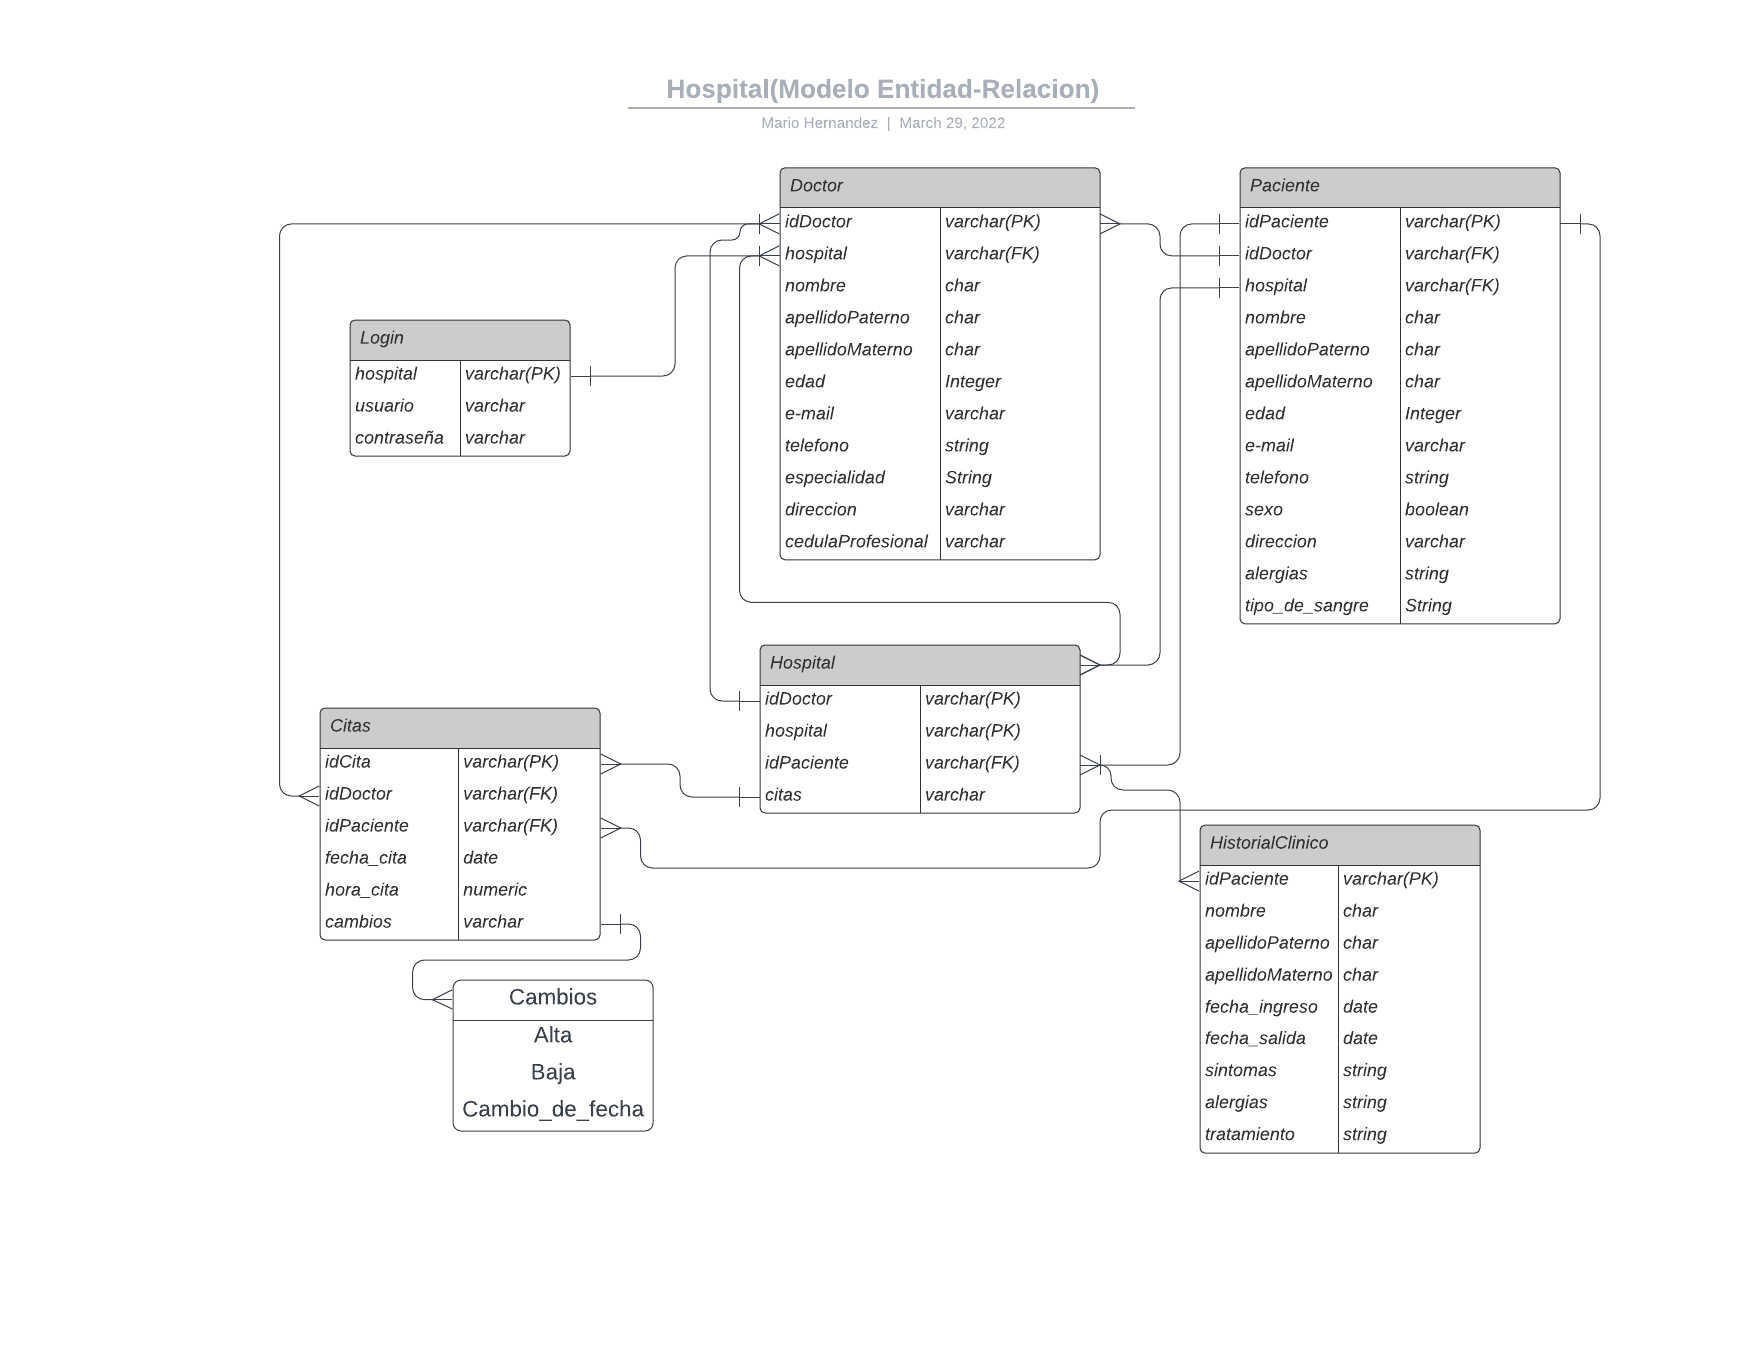 Hospital(Modelo Entidad-Relacion)
Mario Hernandez | March 29, 2022
Doctor
idDoctor varchar(PK)
hospital varchar(FK)
nombre char
apellidoPaterno char
apellidoMaterno char
edad Integer
e-mail varchar
telefono string
especialidad String
direccion varchar
cedulaProfesional varchar
Paciente
idPaciente varchar(PK)
idDoctor varchar(FK)
hospital varchar(FK)
nombre char
apellidoPaterno char
apellidoMaterno char
edad Integer
e-mail varchar
telefono string
sexo boolean
direccion varchar
alergias string
tipo_de_sangre String
Login
hospital varchar(PK)
usuario varchar
contraseña varchar
Hospital
idDoctor varchar(PK)
hospital varchar(PK)
idPaciente varchar(FK)
citas varchar
Citas
idCita varchar(PK)
idDoctor varchar(FK)
idPaciente varchar(FK)
fecha_cita date
hora_cita numeric
cambios varchar
HistorialClinico
idPaciente varchar(PK)
nombre char
apellidoPaterno char
apellidoMaterno char
fecha_ingreso date
fecha_salida date
sintomas string
alergias string
tratamiento string
Cambios
Alta
Baja
Cambio_de_fecha